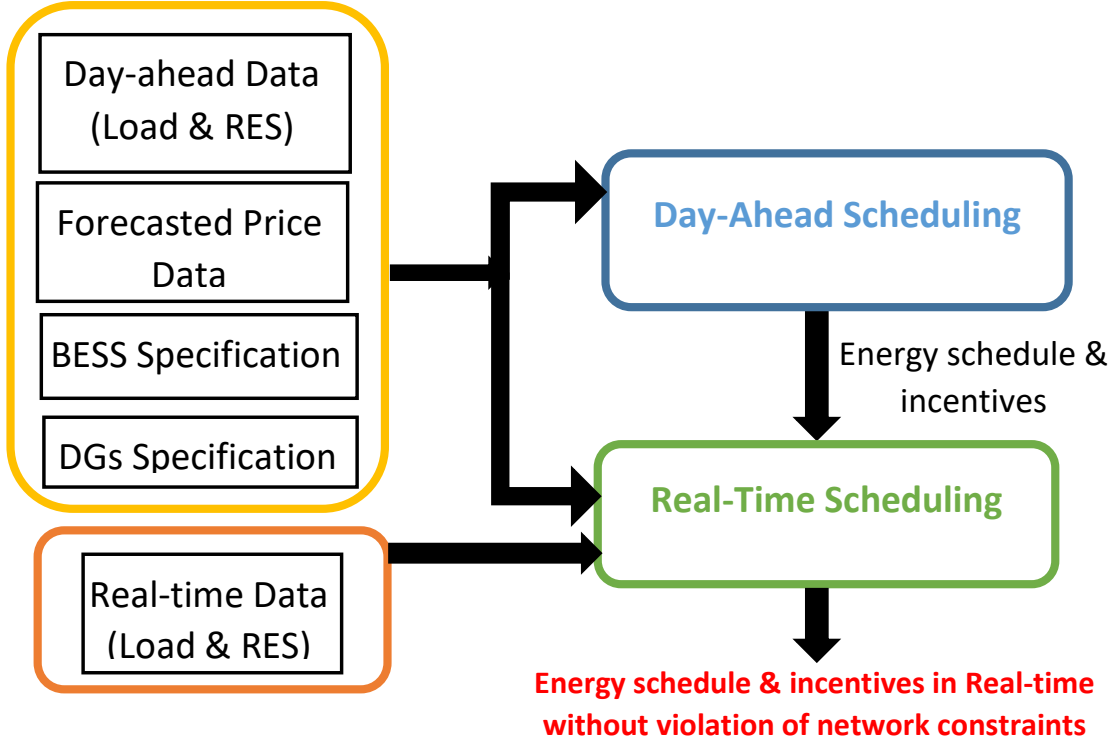 Day-ahead Data
(Load & RES)
Forecasted Price
Data
BESS Specification
DGs Specification
Real-time Data
(Load & RES)
Day-Ahead Scheduling
Energy schedule &
incentives
Real-Time Scheduling
Energy schedule & incentives in Real-time
without violation of network constraints